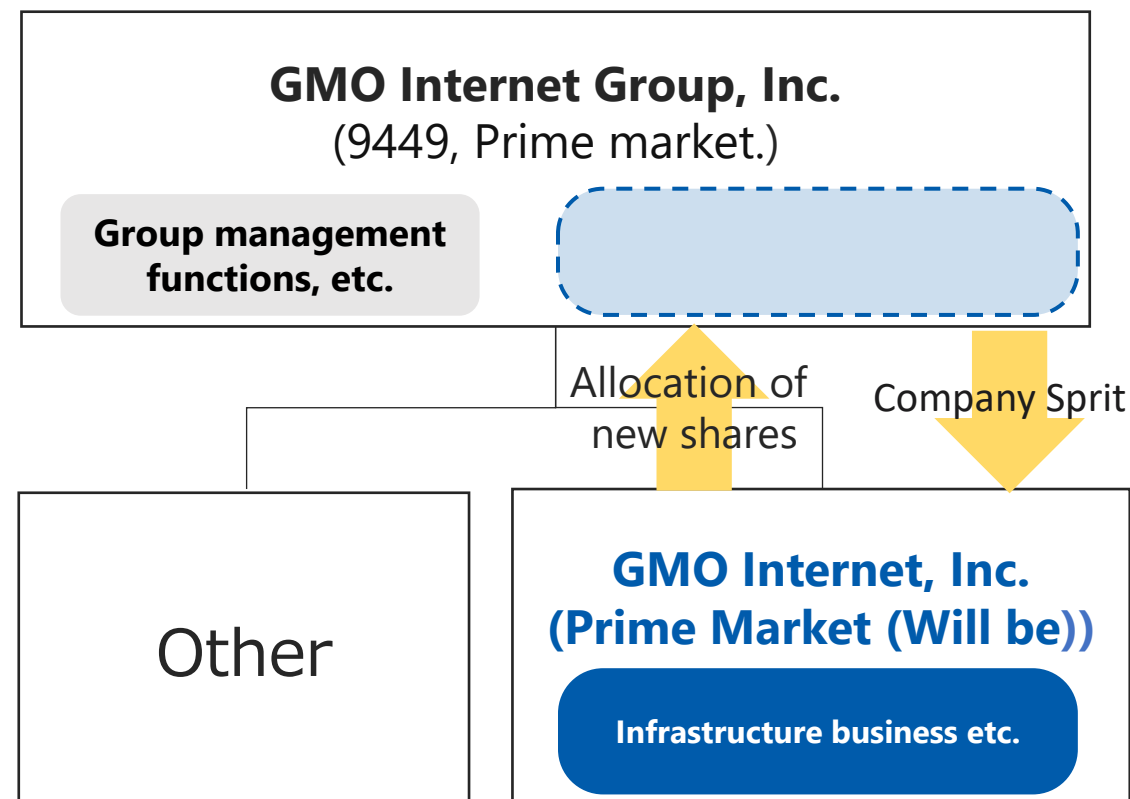 GMO Internet Group, Inc.
(9449, Prime market.)
Group management
functions, etc.
Allocation of
new shares
Company Sprit
Other
GMO Internet, Inc.
(Prime Market (Will be))
Infrastructure business etc.